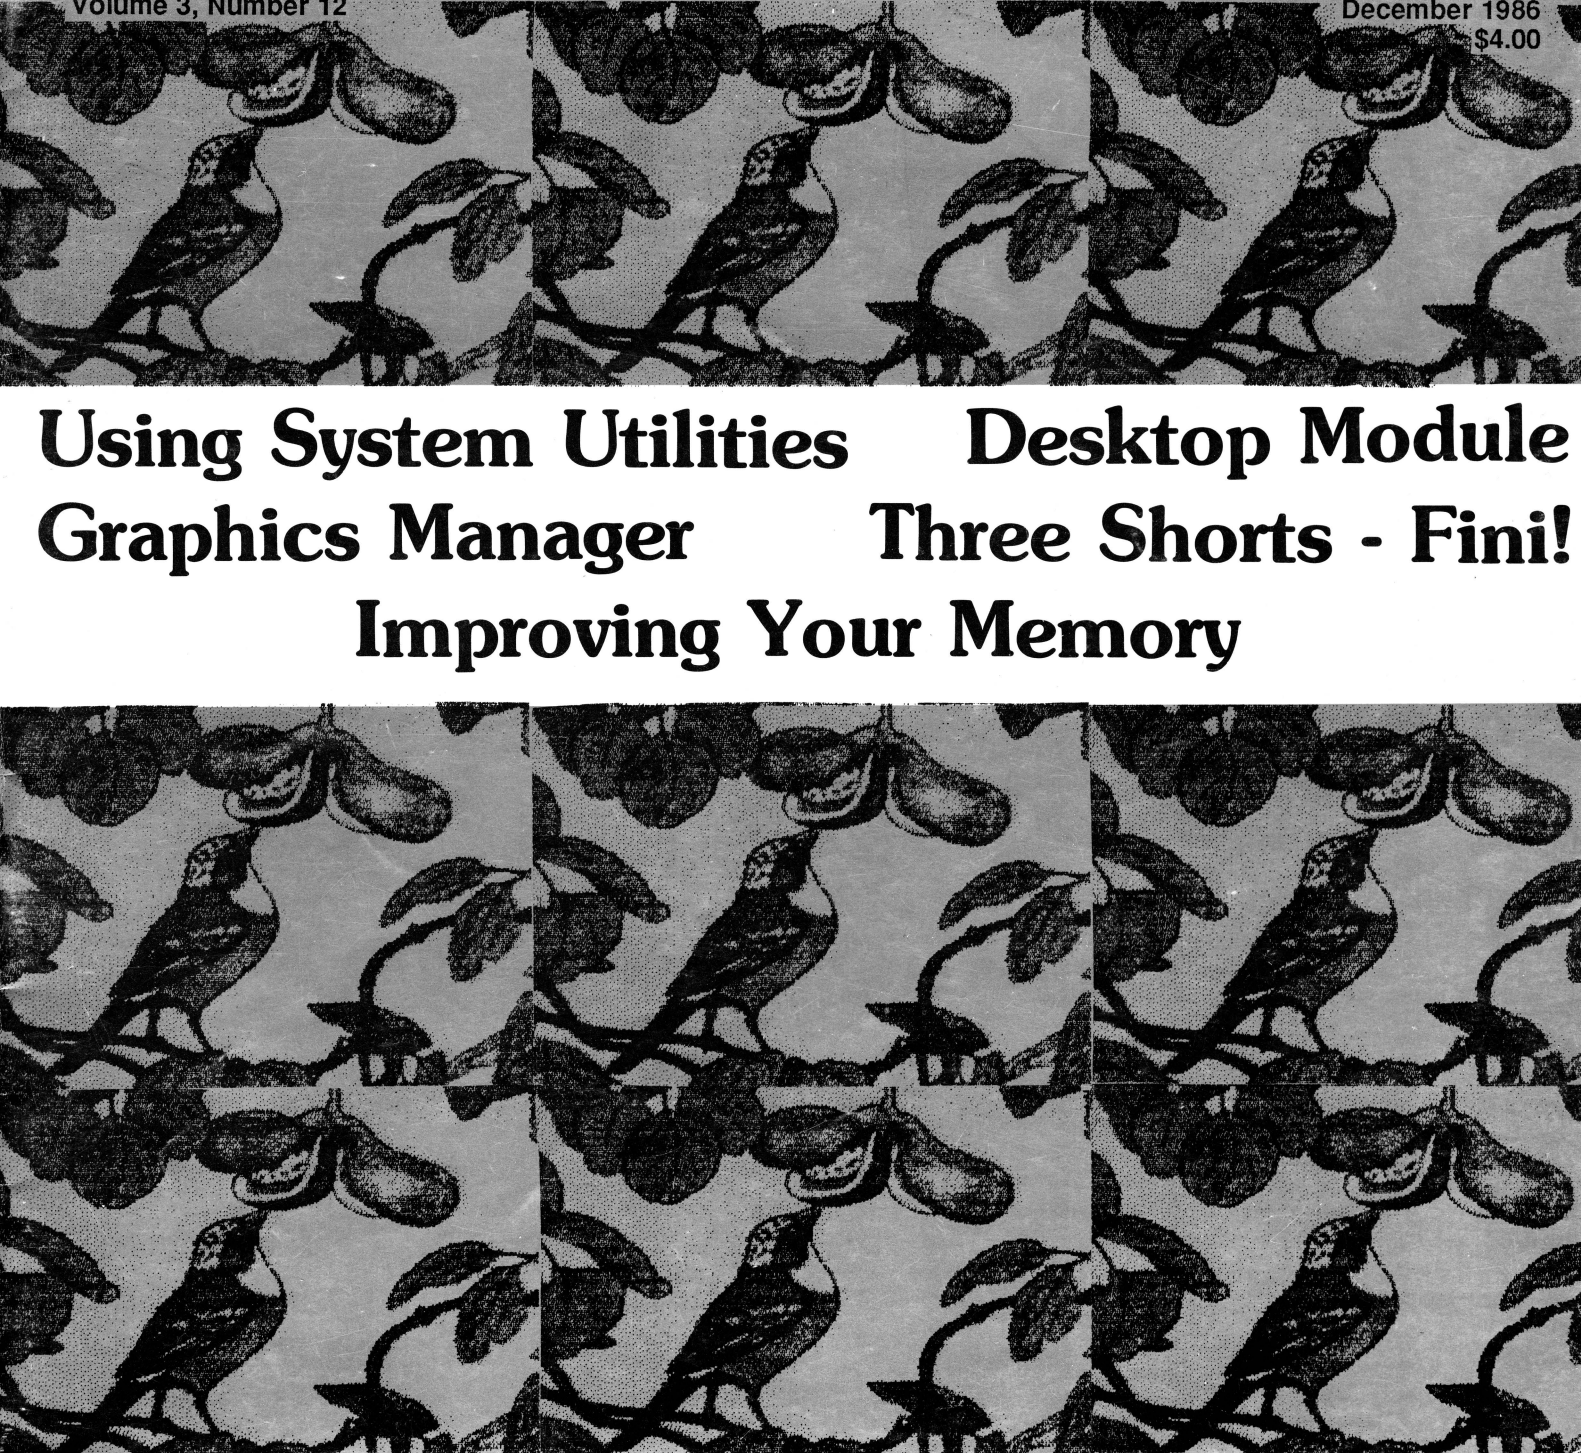 Volume 3, Number 12
December 1986
$4.00
Using System Utilities
Desktop Module
Graphics Manager
Three Shorts - Fini!
Improving Your Memory